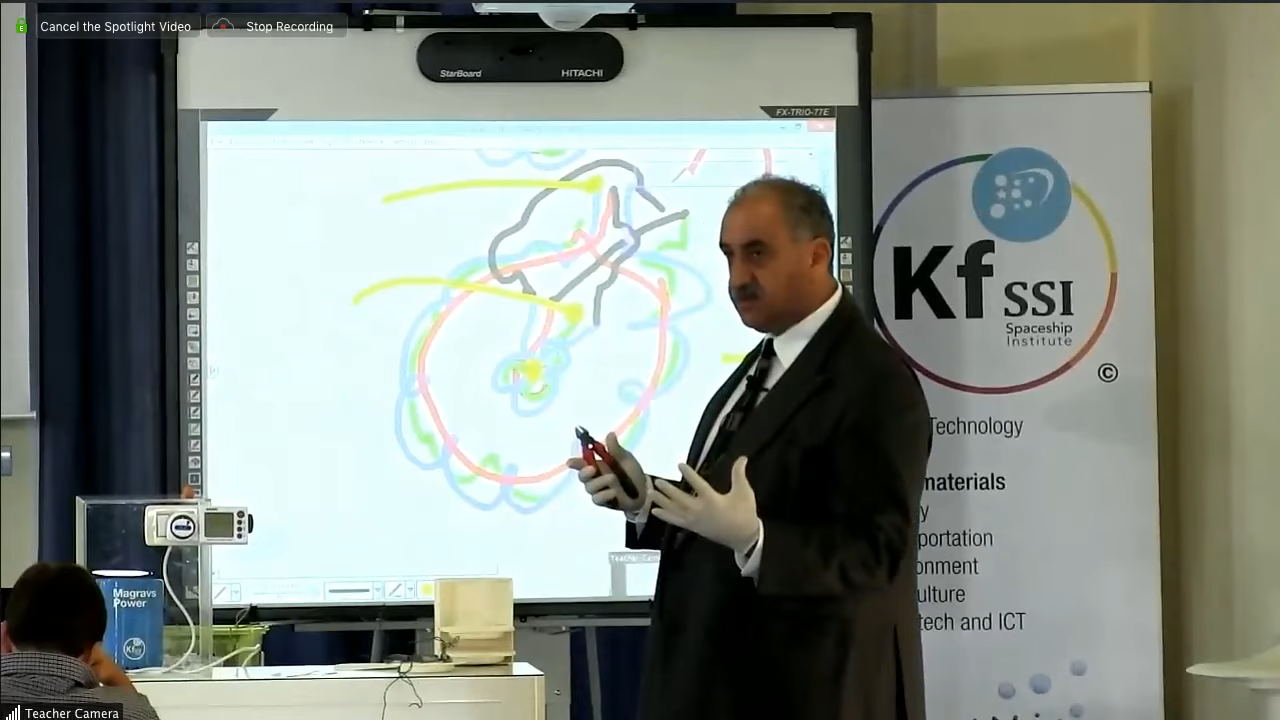 Cancel the Spotlight Video
Stop Recording
StarBoard
HITACHI
FX-TRIO-77E
Kf SSI
Spaceship
Institute
©
Technology
materials
y
portation
onment
ulture
tech and ICT
Magravs
Power
Kf
Teacher Camera